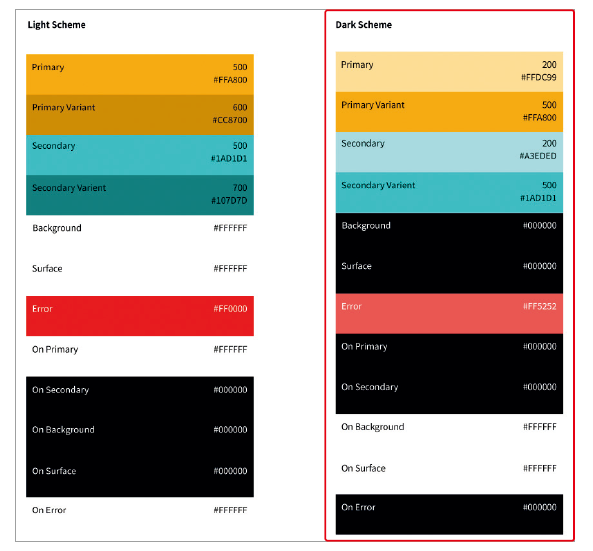 Light Scheme
Primary 500
#FFA800
Primary Variant 600
#CC8700
Secondary 500
#1AD1D1
Secondary Varient 700
#107D7D
Background #FFFFFF
Surface #FFFFFF
Error #FF0000
On Primary #FFFFFF
On Secondary #000000
On Background #000000
On Surface #000000
On Error #FFFFFF
Dark Scheme
Primary 200
#FFDC99
Primary Variant 500
#FFA800
Secondary 200
#A3EDED
Secondary Varient 500
#1AD1D1
Background #000000
Surface #000000
Error #FF5252
On Primary #000000
On Secondary #000000
On Background #FFFFFF
On Surface #FFFFFF
On Error #000000